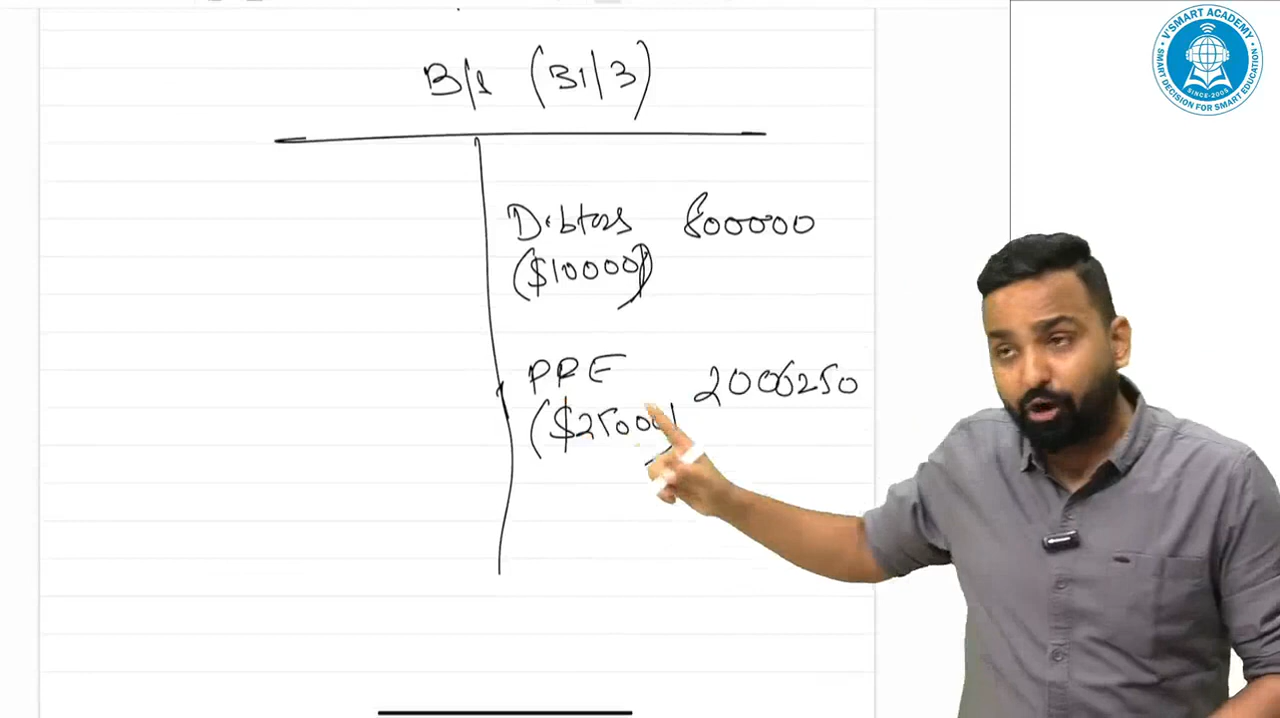 B/s (31/3)
Debtors 800000
($10000)
PPE 2006250
($25000)
V'SMART ACADEMY
SINCE-2005
SMART DECISION FOR SMART EDUCATION